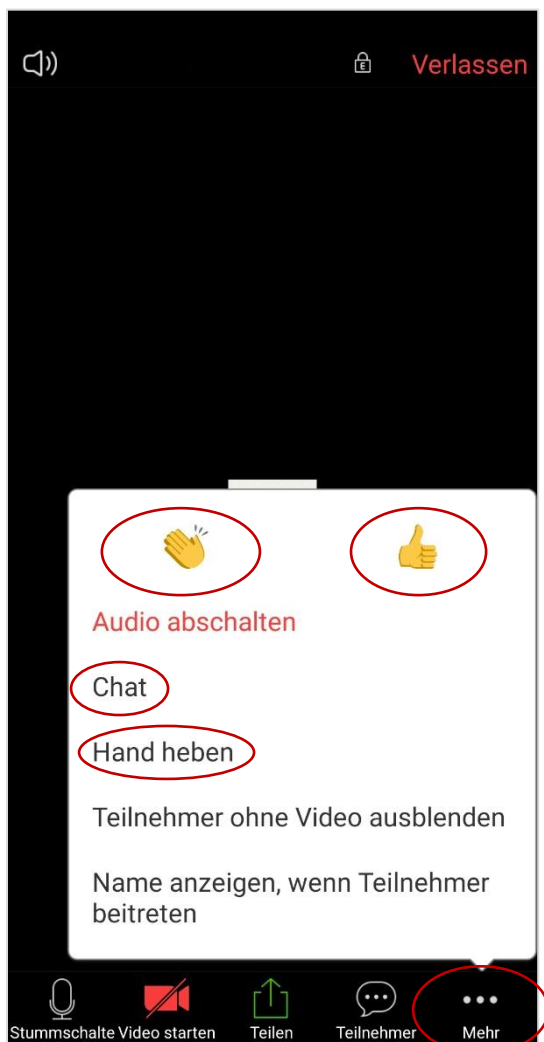 Verlassen
Audio abschalten
Chat
Hand heben
Teilnehmer ohne Video ausblenden
Name anzeigen, wenn Teilnehmer
beitreten
Stummschalte Video starten Teilen Teilnehmer Mehr